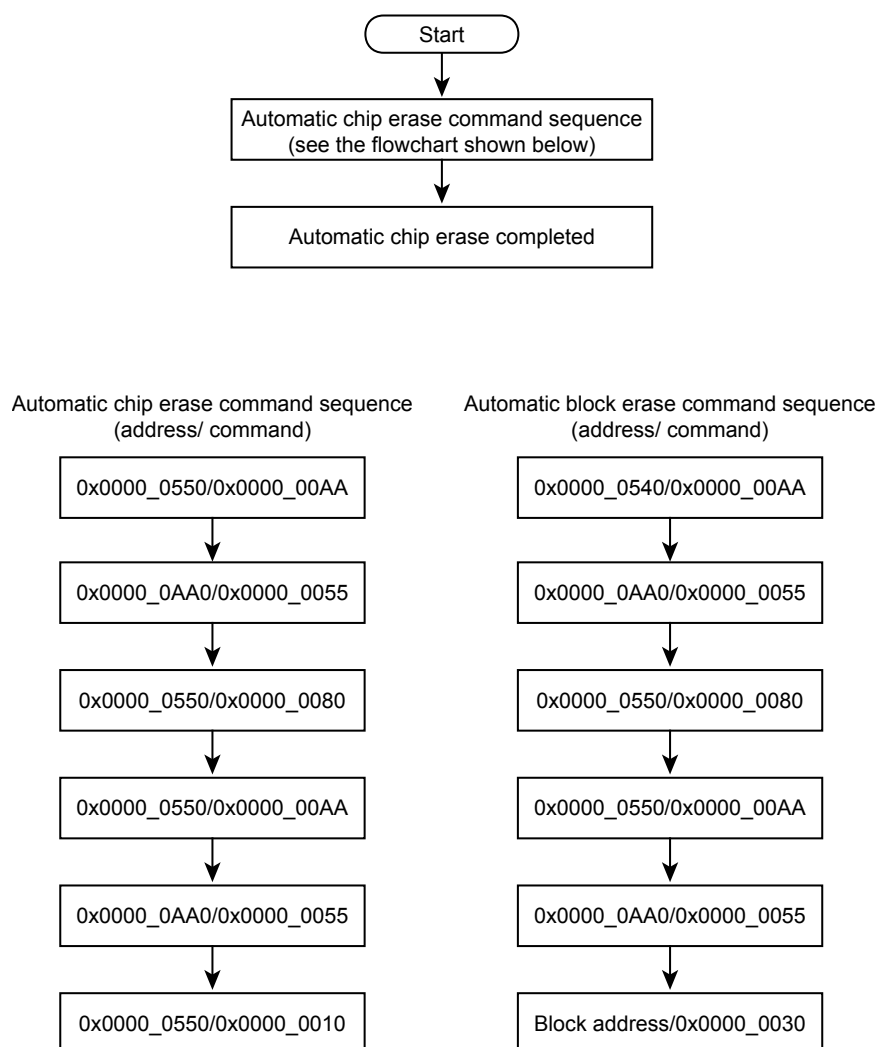 Start
Automatic chip erase command sequence
(see the flowchart shown below)
Automatic chip erase completed
Automatic chip erase command sequence
(address/ command)
0x0000_0550/0x0000_00AA
0x0000_0AA0/0x0000_0055
0x0000_0550/0x0000_0080
0x0000_0550/0x0000_00AA
0x0000_0AA0/0x0000_0055
0x0000_0550/0x0000_0010
Automatic block erase command sequence
(address/ command)
0x0000_0540/0x0000_00AA
0x0000_0AA0/0x0000_0055
0x0000_0550/0x0000_0080
0x0000_0550/0x0000_00AA
0x0000_0AA0/0x0000_0055
Block address/0x0000_0030